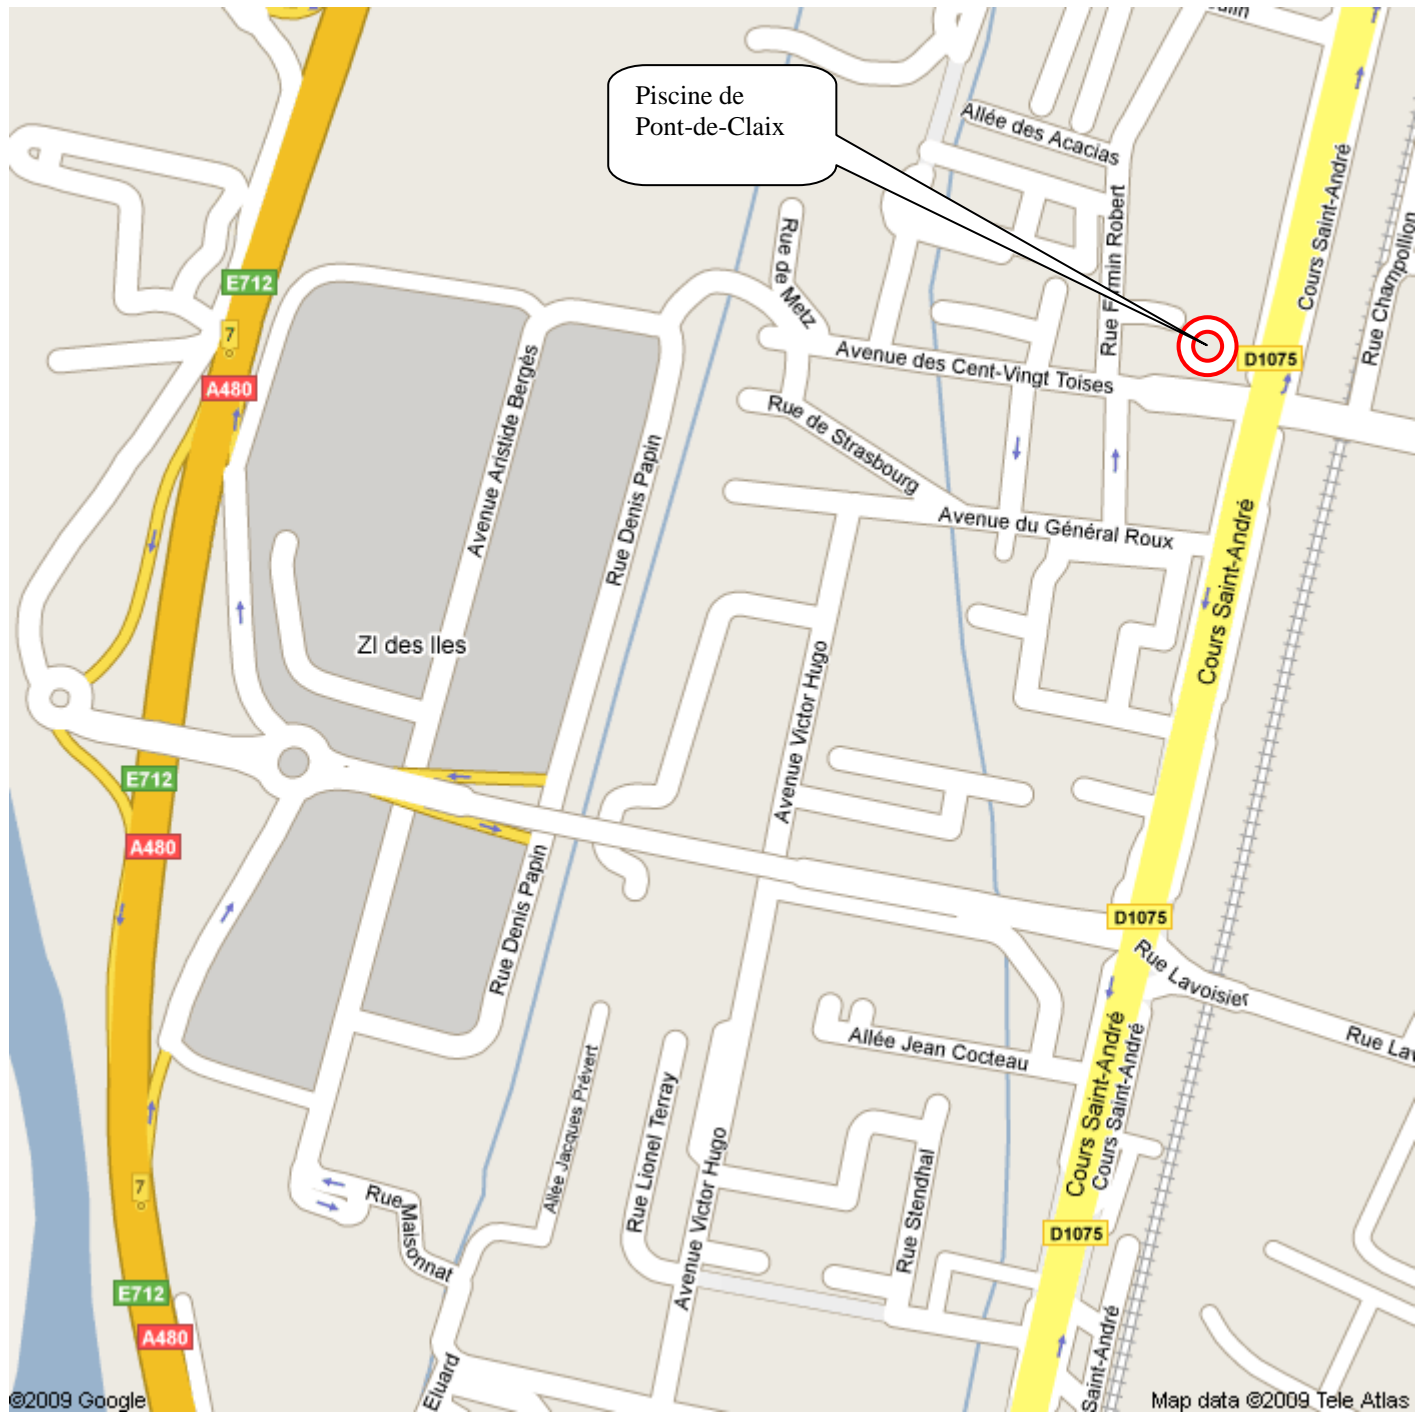 Piscine de
Pont-de-Claix
Allée des Acacias
Rue Firmin Robert
Cours Saint-André
Rue Champollion
Rue de Metz
E712
7
A480
D1075
Avenue des Cent-Vingt Toises
Avenue Aristide Bergès
Rue de Strasbourg
Rue Denis Papin
Avenue du Général Roux
Cours Saint-André
ZI des Iles
Avenue Victor Hugo
E712
A480
Rue Denis Papin
D1075
Rue Lavoisier
Rue Lav
Allée Jean Cocteau
Cours Saint-André
Cours Saint-André
Allée Jacques Prévert
Rue Lionel Terray
Avenue Victor Hugo
Rue Stendhal
7
Rue Maisonnat
D1075
E712
A480
Eluard
Saint-André
©2009 Google
Map data ©2009 Tele Atlas